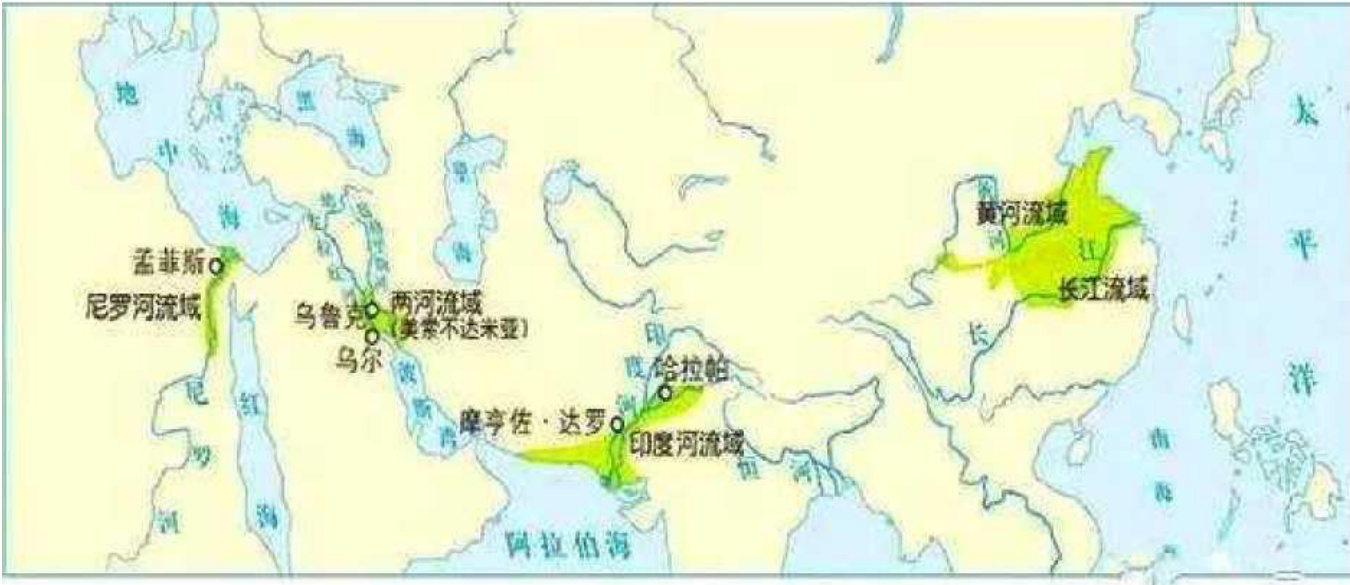 地中海
黑海
里海
太平洋
孟菲斯
尼罗河流域
尼罗河
红海
乌鲁克
两河流域
(美索不达米亚)
乌尔
波斯湾
印度河
哈拉帕
摩亨佐·达罗
印度河流域
恒河
阿拉伯海
黄河流域
河
江
长江流域
长
南海